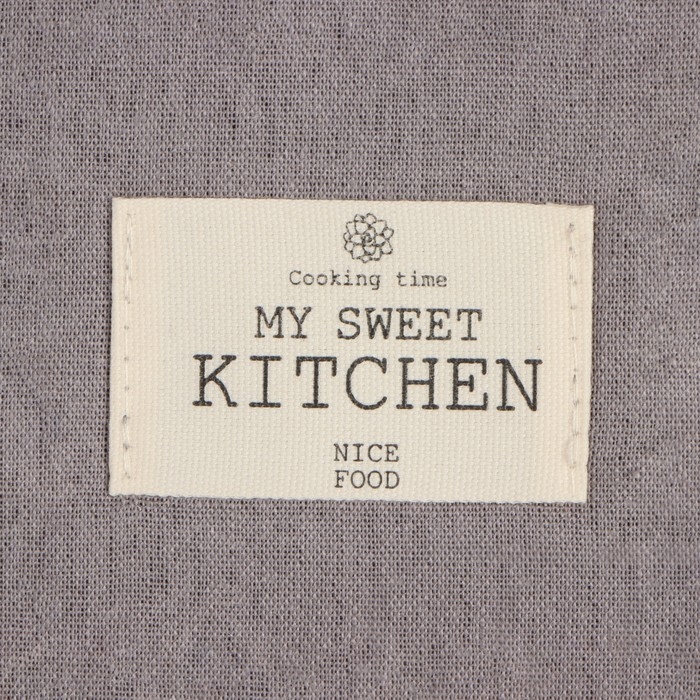 Cooking time
MY SWEET
KITCHEN
NICE
FOOD